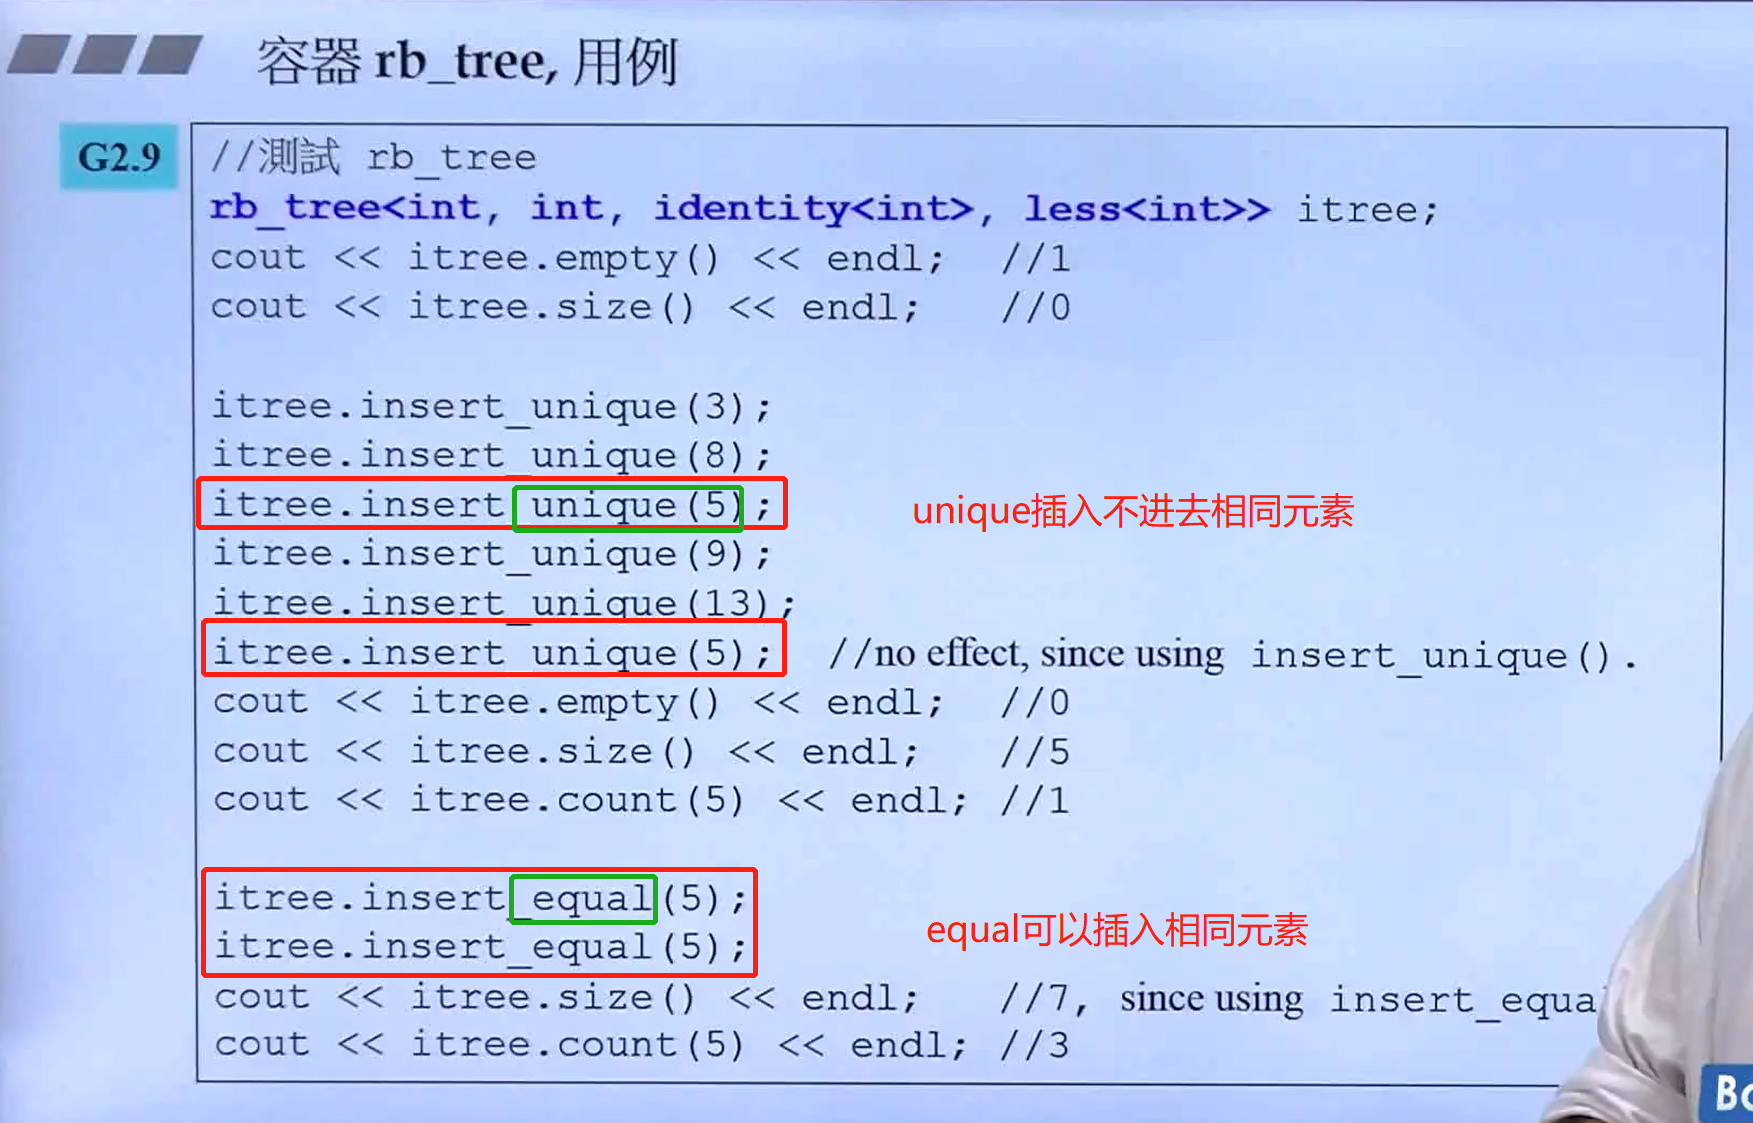 容器 rb_tree, 用例
G2.9
//測試 rb_tree
rb_tree<int, int, identity<int>, less<int>> itree;
cout << itree.empty() << endl; //1
cout << itree.size() << endl; //0
itree.insert_unique(3);
itree.insert_unique(8);
itree.insert_unique(5);
unique插入不进去相同元素
itree.insert_unique(9);
itree.insert_unique(13);
itree.insert_unique(5); //no effect, since using insert_unique().
cout << itree.empty() << endl; //0
cout << itree.size() << endl; //5
cout << itree.count(5) << endl; //1
itree.insert_equal(5);
equal可以插入相同元素
itree.insert_equal(5);
cout << itree.size() << endl; //7, since using insert_equa
cout << itree.count(5) << endl; //3